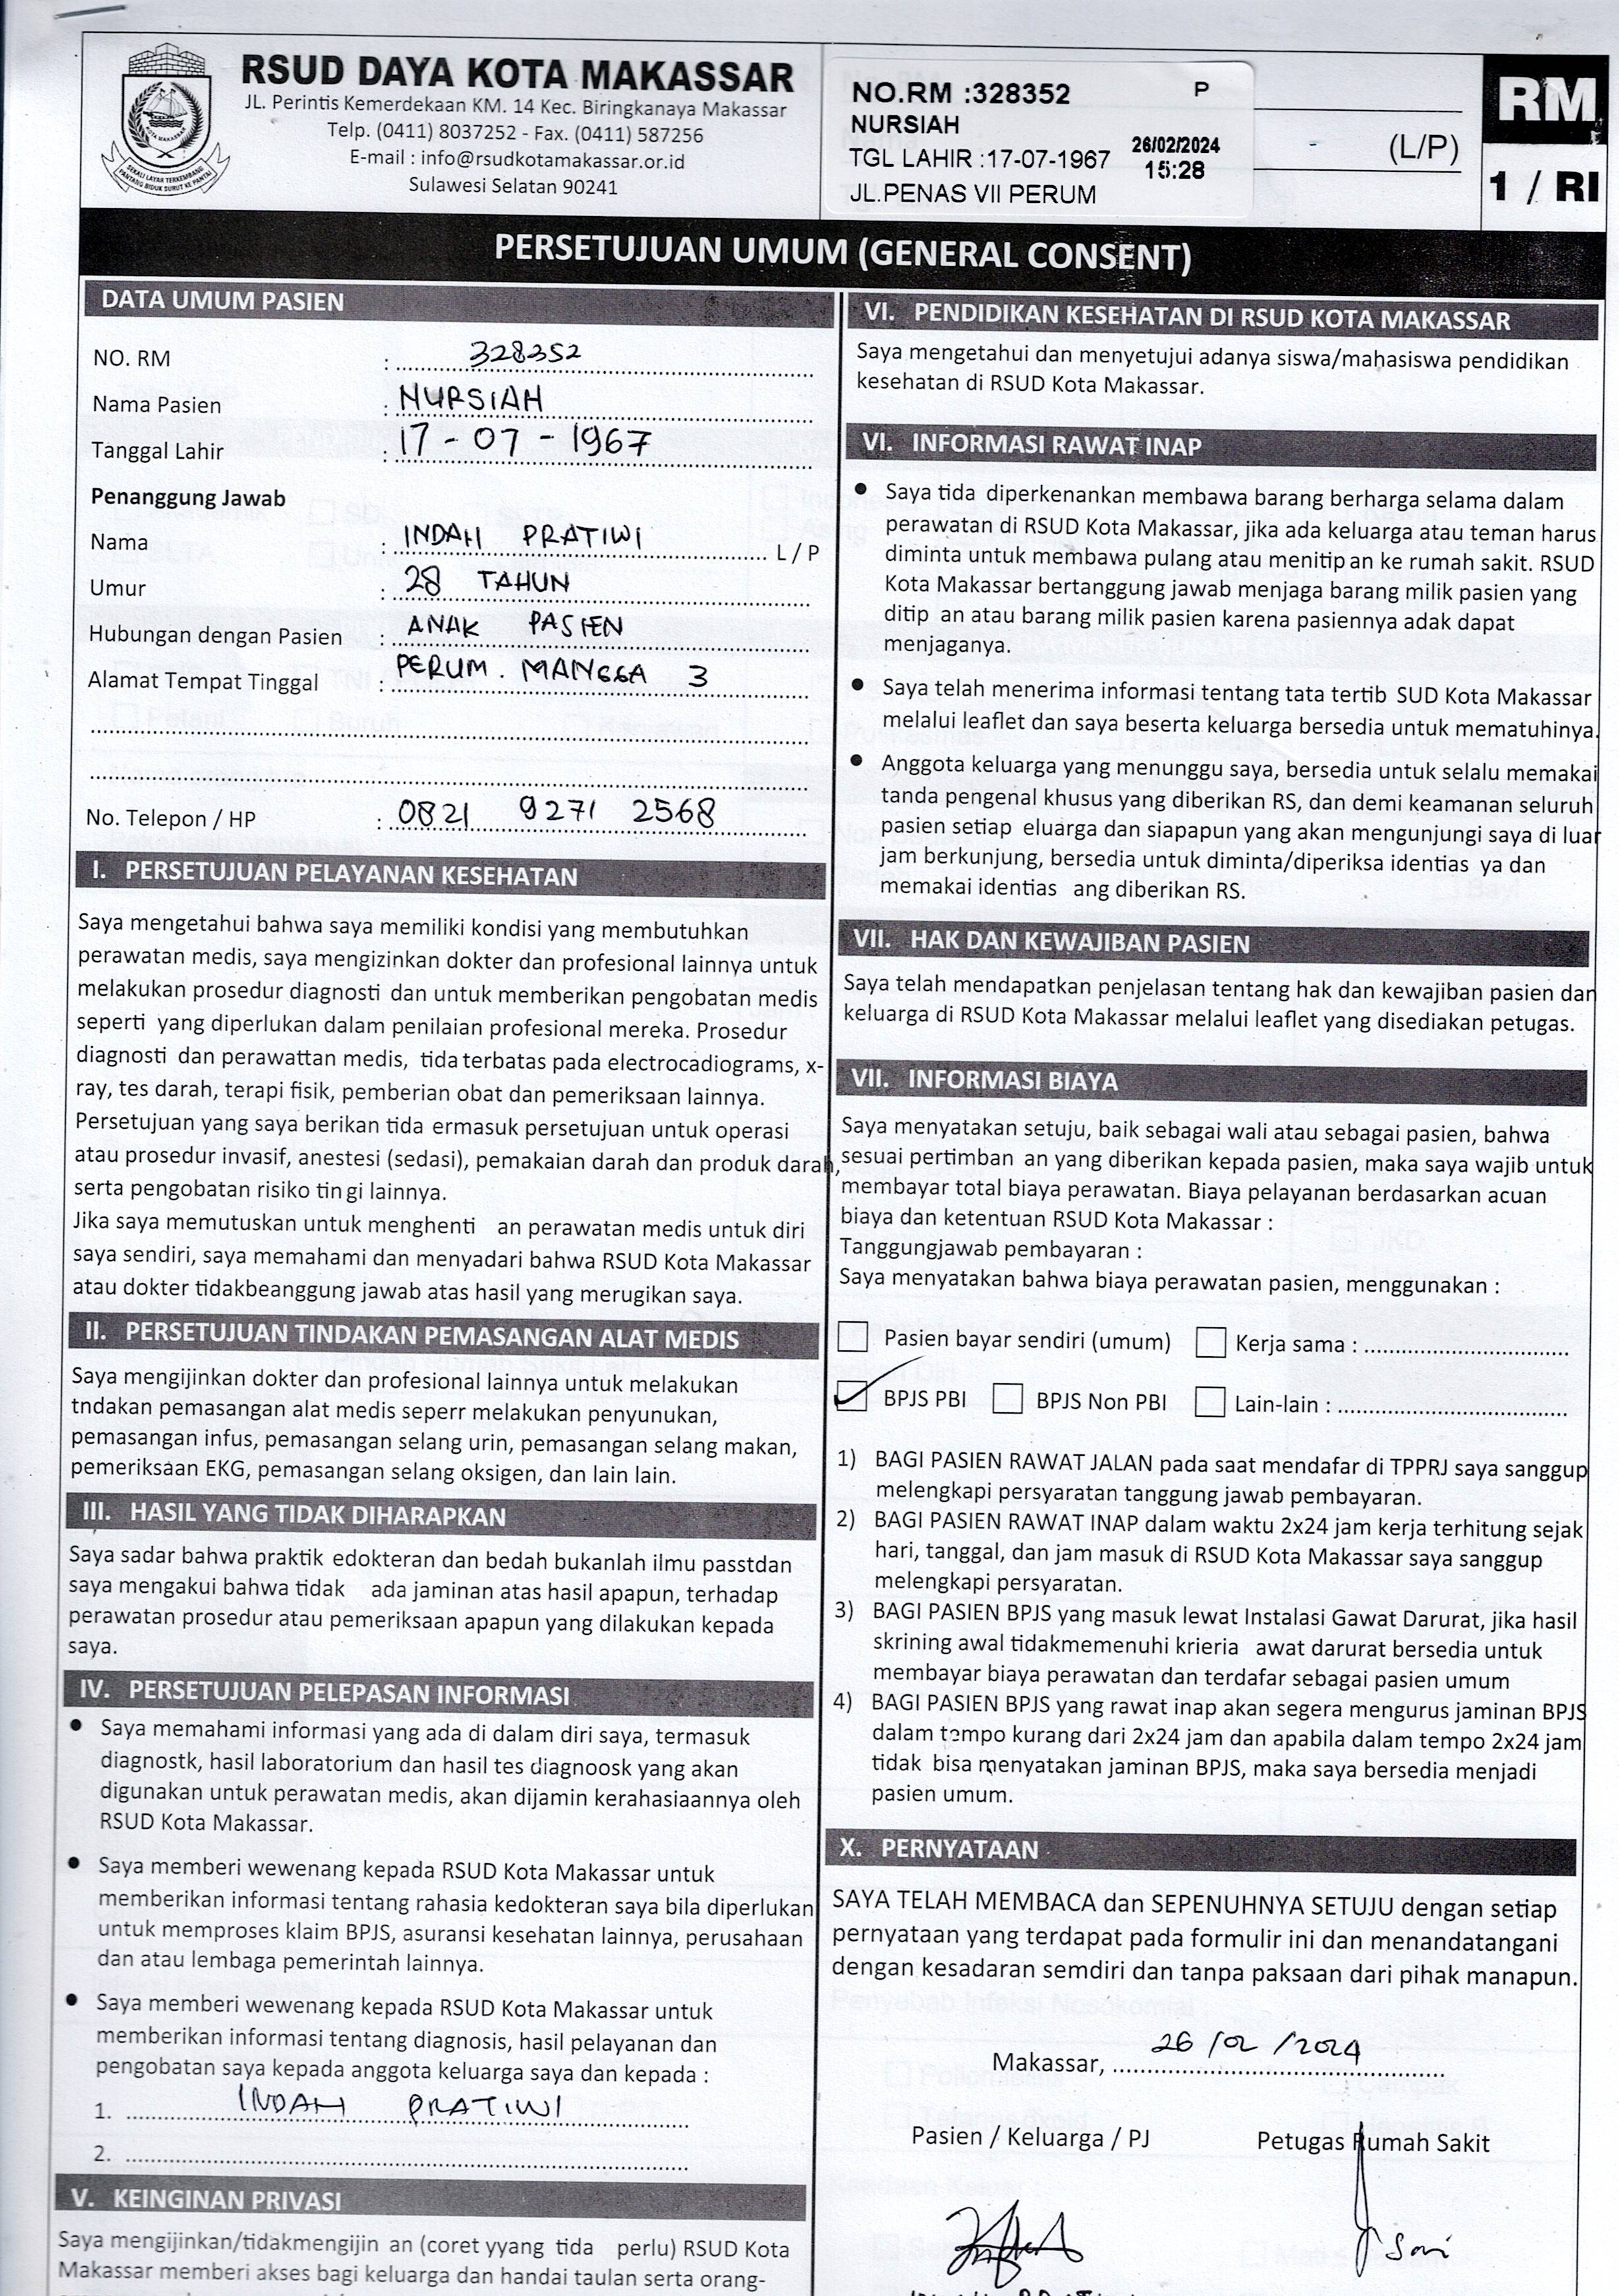 RSUD DAYA KOTA MAKASSAR
JL. Perintis Kemerdekaan KM. 14 Kec. Biringkanaya Makassar
Telp. (0411) 8037252 - Fax. (0411) 587256
E-mail : info@rsudkotamakassar.or.id
Sulawesi Selatan 90241
NO.RM :328352 P
NURSIAH
TGL LAHIR :17-07-1967 26/02/2024
15:28
JL.PENAS VII PERUM
(L/P)
RM
1 / RI
PERSETUJUAN UMUM (GENERAL CONSENT)
DATA UMUM PASIEN
NO. RM : 328352
Nama Pasien : NURSIAH
Tanggal Lahir : 17 - 07 - 1967
Penanggung Jawab
Nama : INDAH PRATIWI L / P
Umur : 28 TAHUN
Hubungan dengan Pasien : ANAK PASIEN
Alamat Tempat Tinggal : PERUM. MANGGA 3
No. Telepon / HP : 0821 9271 2568
I. PERSETUJUAN PELAYANAN KESEHATAN
Saya mengetahui bahwa saya memiliki kondisi yang membutuhkan
perawatan medis, saya mengizinkan dokter dan profesional lainnya untuk
melakukan prosedur diagnosti dan untuk memberikan pengobatan medis
seperti yang diperlukan dalam penilaian profesional mereka. Prosedur
diagnosti dan perawattan medis, tida terbatas pada electrocadiograms, x-
ray, tes darah, terapi fisik, pemberian obat dan pemeriksaan lainnya.
Persetujuan yang saya berikan tida ermasuk persetujuan untuk operasi
atau prosedur invasif, anestesi (sedasi), pemakaian darah dan produk darah,
serta pengobatan risiko tin gi lainnya.
Jika saya memutuskan untuk menghenti an perawatan medis untuk diri
saya sendiri, saya memahami dan menyadari bahwa RSUD Kota Makassar
atau dokter tidakbeanggung jawab atas hasil yang merugikan saya.
II. PERSETUJUAN TINDAKAN PEMASANGAN ALAT MEDIS
Saya mengijinkan dokter dan profesional lainnya untuk melakukan
tndakan pemasangan alat medis seperr melakukan penyunukan,
pemasangan infus, pemasangan selang urin, pemasangan selang makan,
pemeriksaan EKG, pemasangan selang oksigen, dan lain lain.
III. HASIL YANG TIDAK DIHARAPKAN
Saya sadar bahwa praktik edokteran dan bedah bukanlah ilmu passtdan
saya mengakui bahwa tidak ada jaminan atas hasil apapun, terhadap
perawatan prosedur atau pemeriksaan apapun yang dilakukan kepada
saya.
IV. PERSETUJUAN PELEPASAN INFORMASI
● Saya memahami informasi yang ada di dalam diri saya, termasuk
diagnostk, hasil laboratorium dan hasil tes diagnoosk yang akan
digunakan untuk perawatan medis, akan dijamin kerahasiaannya oleh
RSUD Kota Makassar.
● Saya memberi wewenang kepada RSUD Kota Makassar untuk
memberikan informasi tentang rahasia kedokteran saya bila diperlukan
untuk memproses klaim BPJS, asuransi kesehatan lainnya, perusahaan
dan atau lembaga pemerintah lainnya.
● Saya memberi wewenang kepada RSUD Kota Makassar untuk
memberikan informasi tentang diagnosis, hasil pelayanan dan
pengobatan saya kepada anggota keluarga saya dan kepada :
1. INDAH PRATIWI
2.
V. KEINGINAN PRIVASI
Saya mengijinkan/tidakmengijin an (coret yyang tida perlu) RSUD Kota
Makassar memberi akses bagi keluarga dan handai taulan serta orang-
VI. PENDIDIKAN KESEHATAN DI RSUD KOTA MAKASSAR
Saya mengetahui dan menyetujui adanya siswa/mahasiswa pendidikan
kesehatan di RSUD Kota Makassar.
VI. INFORMASI RAWAT INAP
● Saya tida diperkenankan membawa barang berharga selama dalam
perawatan di RSUD Kota Makassar, jika ada keluarga atau teman harus
diminta untuk membawa pulang atau menitip an ke rumah sakit. RSUD
Kota Makassar bertanggung jawab menjaga barang milik pasien yang
ditip an atau barang milik pasien karena pasiennya adak dapat
menjaganya.
● Saya telah menerima informasi tentang tata tertib SUD Kota Makassar
melalui leaflet dan saya beserta keluarga bersedia untuk mematuhinya.
● Anggota keluarga yang menunggu saya, bersedia untuk selalu memakai
tanda pengenal khusus yang diberikan RS, dan demi keamanan seluruh
pasien setiap eluarga dan siapapun yang akan mengunjungi saya di luar
jam berkunjung, bersedia untuk diminta/diperiksa identias ya dan
memakai identias ang diberikan RS.
VII. HAK DAN KEWAJIBAN PASIEN
Saya telah mendapatkan penjelasan tentang hak dan kewajiban pasien dan
keluarga di RSUD Kota Makassar melalui leaflet yang disediakan petugas.
VII. INFORMASI BIAYA
Saya menyatakan setuju, baik sebagai wali atau sebagai pasien, bahwa
sesuai pertimban an yang diberikan kepada pasien, maka saya wajib untuk
membayar total biaya perawatan. Biaya pelayanan berdasarkan acuan
biaya dan ketentuan RSUD Kota Makassar :
Tanggungjawab pembayaran :
Saya menyatakan bahwa biaya perawatan pasien, menggunakan :
☐ Pasien bayar sendiri (umum) ☐ Kerja sama :
☑ BPJS PBI ☐ BPJS Non PBI ☐ Lain-lain :
1) BAGI PASIEN RAWAT JALAN pada saat mendafar di TPPRJ saya sanggup
melengkapi persyaratan tanggung jawab pembayaran.
2) BAGI PASIEN RAWAT INAP dalam waktu 2x24 jam kerja terhitung sejak
hari, tanggal, dan jam masuk di RSUD Kota Makassar saya sanggup
melengkapi persyaratan.
3) BAGI PASIEN BPJS yang masuk lewat Instalasi Gawat Darurat, jika hasil
skrining awal tidakmemenuhi krieria awat darurat bersedia untuk
membayar biaya perawatan dan terdafar sebagai pasien umum
4) BAGI PASIEN BPJS yang rawat inap akan segera mengurus jaminan BPJS
dalam tempo kurang dari 2x24 jam dan apabila dalam tempo 2x24 jam
tidak bisa menyatakan jaminan BPJS, maka saya bersedia menjadi
pasien umum.
X. PERNYATAAN
SAYA TELAH MEMBACA dan SEPENUHNYA SETUJU dengan setiap
pernyataan yang terdapat pada formulir ini dan menandatangani
dengan kesadaran semdiri dan tanpa paksaan dari pihak manapun.
Makassar, 26/02/2024
Pasien / Keluarga / PJ Petugas Rumah Sakit